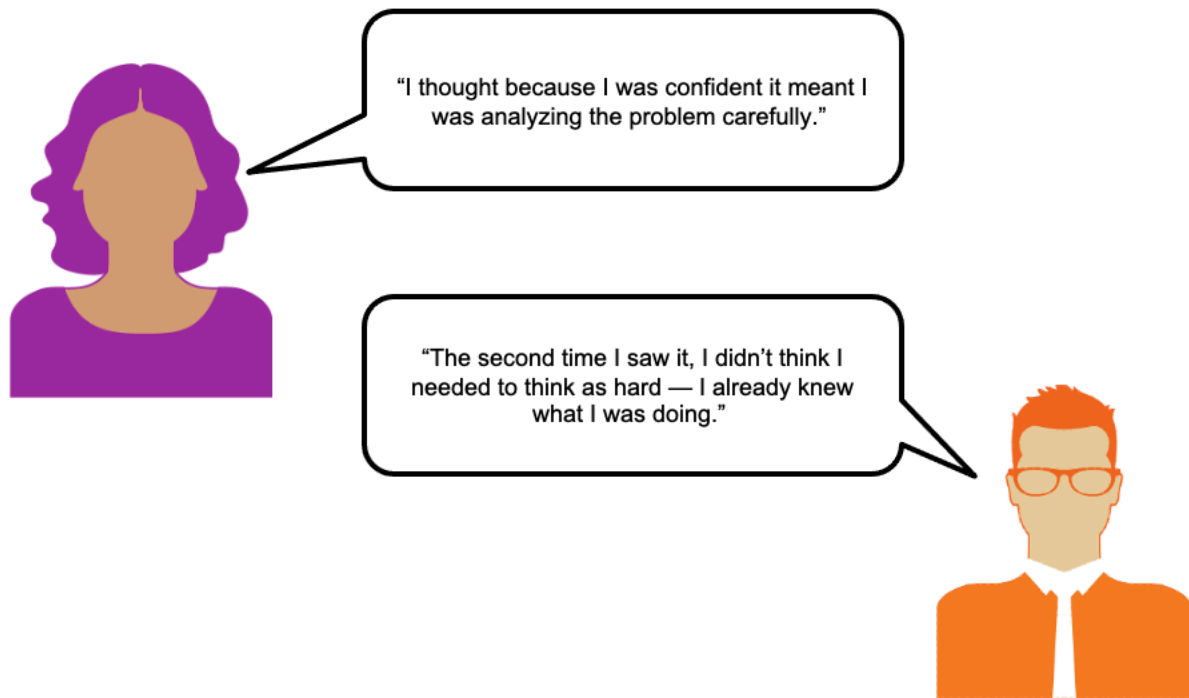 “I thought because I was confident it meant I
was analyzing the problem carefully.”
“The second time I saw it, I didn’t think I
needed to think as hard — I already knew
what I was doing.”